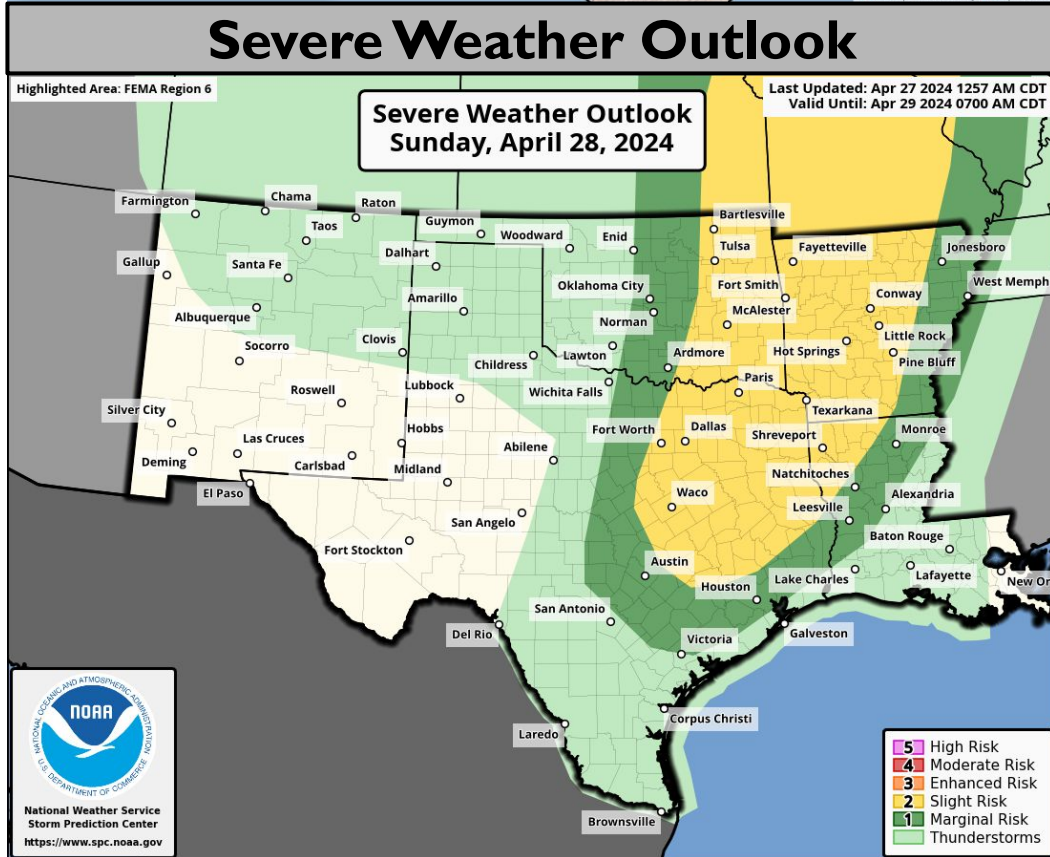 Severe Weather Outlook
Highlighted Area: FEMA Region 6
Last Updated: Apr 27 2024 1257 AM CDT
Valid Until: Apr 29 2024 0700 AM CDT
Severe Weather Outlook
Sunday, April 28, 2024
Farmington
Chama
Raton
Taos
Guymon
Woodward
Enid
Bartlesville
Tulsa
Fayetteville
Jonesboro
Gallup
Santa Fe
Dalhart
Oklahoma City
Fort Smith
Conway
West Memph
Albuquerque
Amarillo
Norman
McAlester
Little Rock
Socorro
Clovis
Childress
Lawton
Ardmore
Hot Springs
Pine Bluff
Roswell
Lubbock
Wichita Falls
Paris
Texarkana
Silver City
Las Cruces
Hobbs
Abilene
Fort Worth
Dallas
Shreveport
Monroe
Deming
Carlsbad
Midland
Natchitoches
El Paso
San Angelo
Waco
Leesville
Alexandria
Fort Stockton
Baton Rouge
Austin
Houston
Lake Charles
Lafayette
New Or
San Antonio
Del Rio
Victoria
Galveston
Laredo
Corpus Christi
Brownsville
NATIONAL OCEANIC AND ATMOSPHERIC ADMINISTRATION
NOAA
U.S. DEPARTMENT OF COMMERCE
National Weather Service
Storm Prediction Center
https://www.spc.noaa.gov
5 High Risk
4 Moderate Risk
3 Enhanced Risk
2 Slight Risk
1 Marginal Risk
Thunderstorms